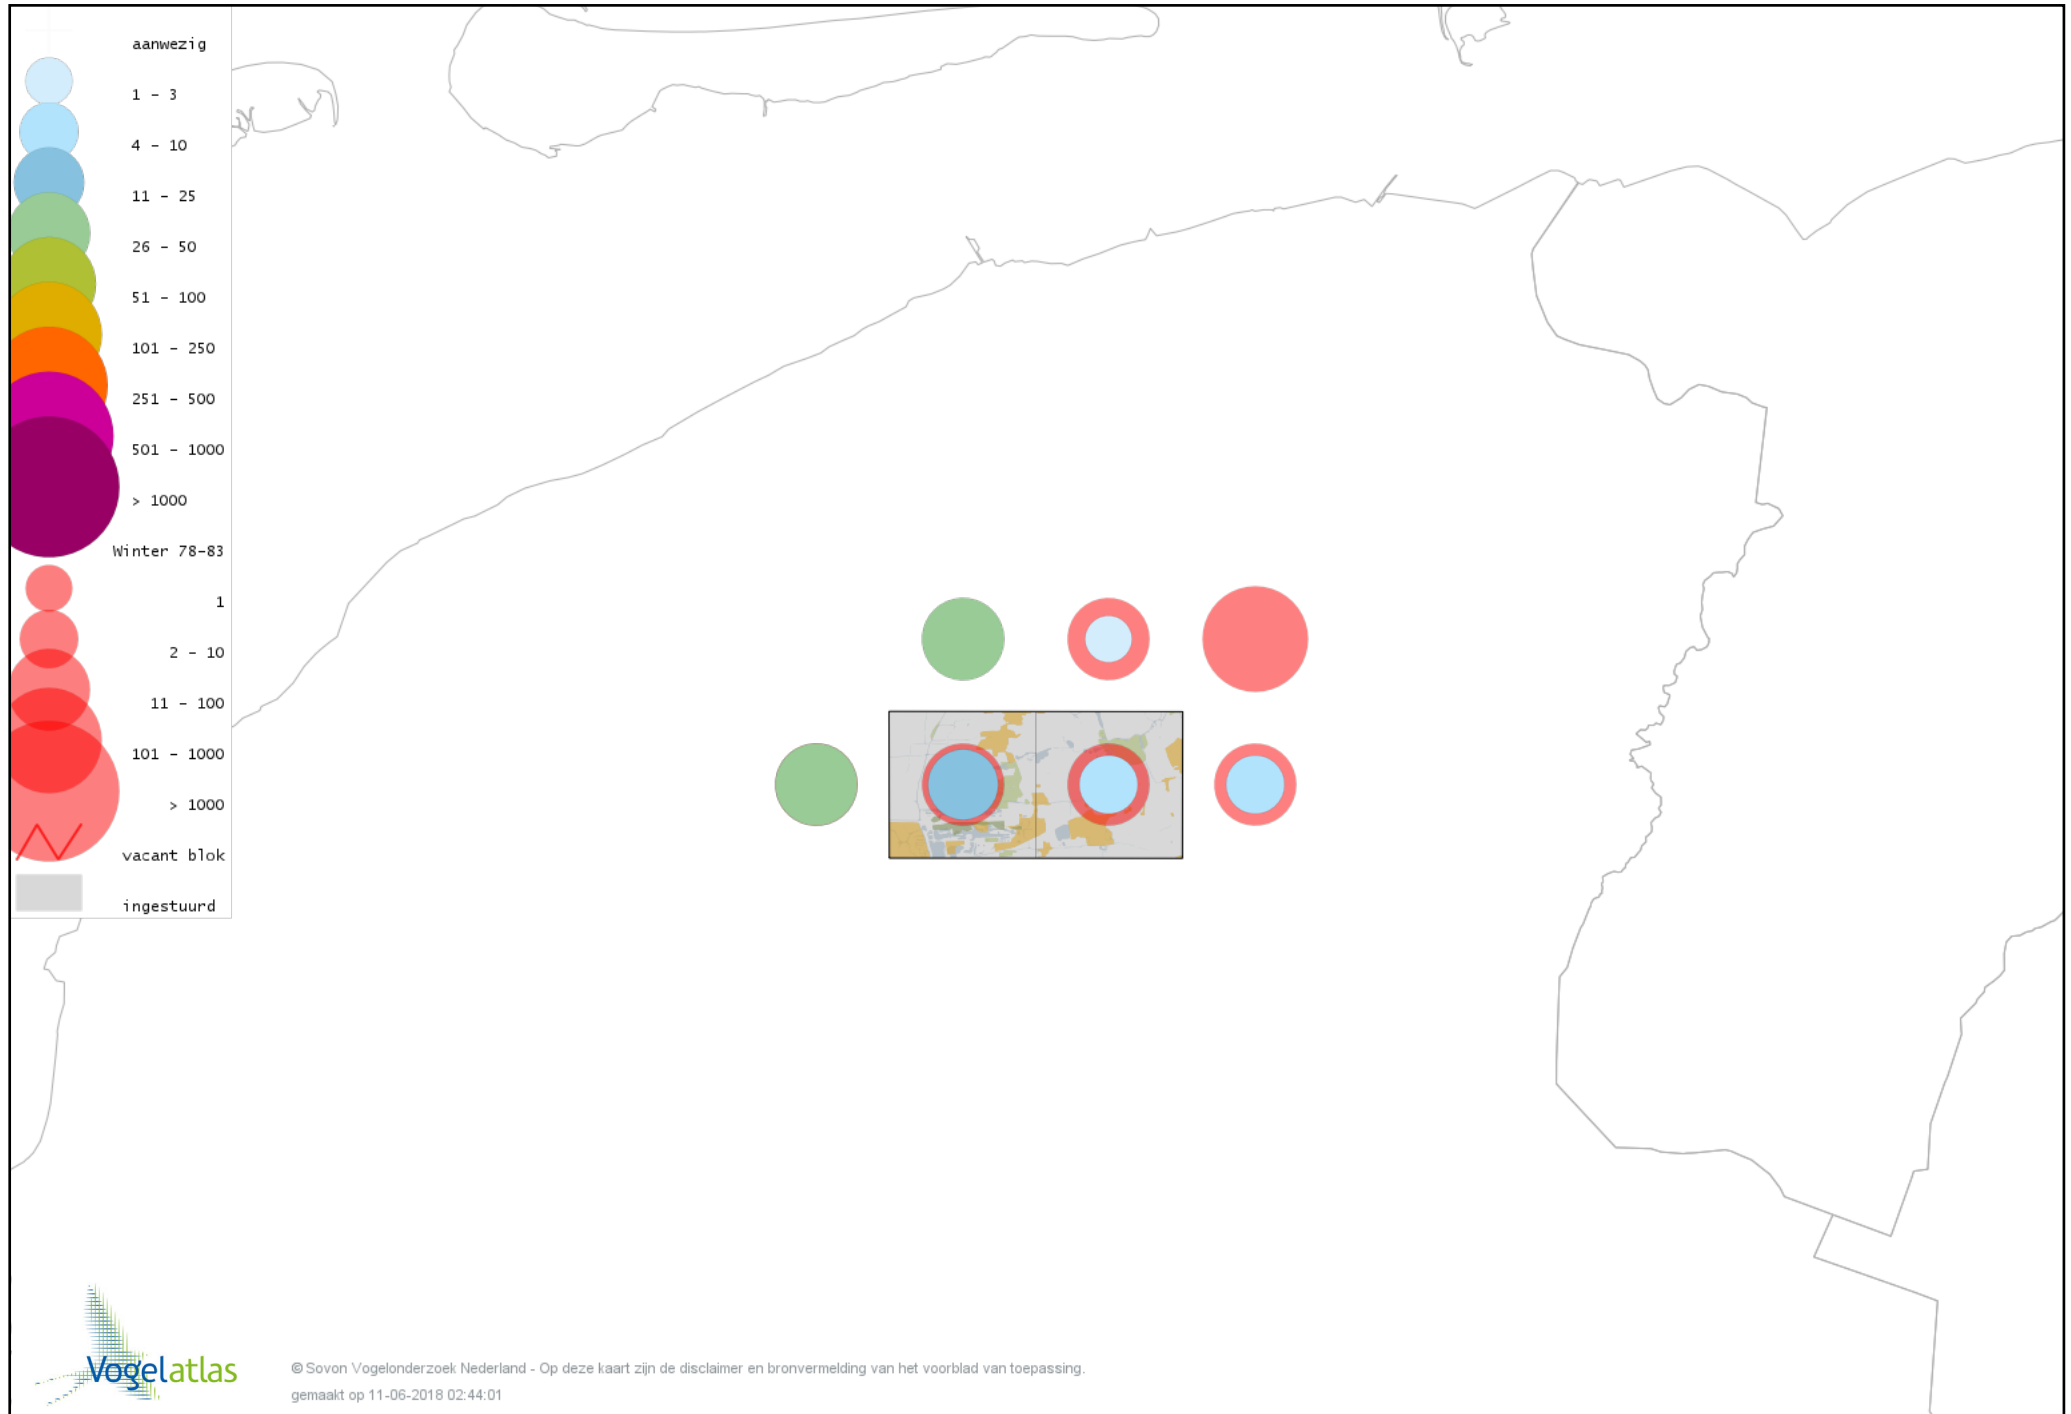 aanwezig
1 - 3
4 - 10
11 - 25
26 - 50
51 - 100
101 - 250
251 - 500
501 - 1000
> 1000
Winter 78-83
1
2 - 10
11 - 100
101 - 1000
> 1000
vacant blok
ingestuurd
Vogelatlas
© Sovon Vogelonderzoek Nederland - Op deze kaart zijn de disclaimer en bronvermelding van het voorblad van toepassing.
gemaakt op 11-06-2018 02:44:01